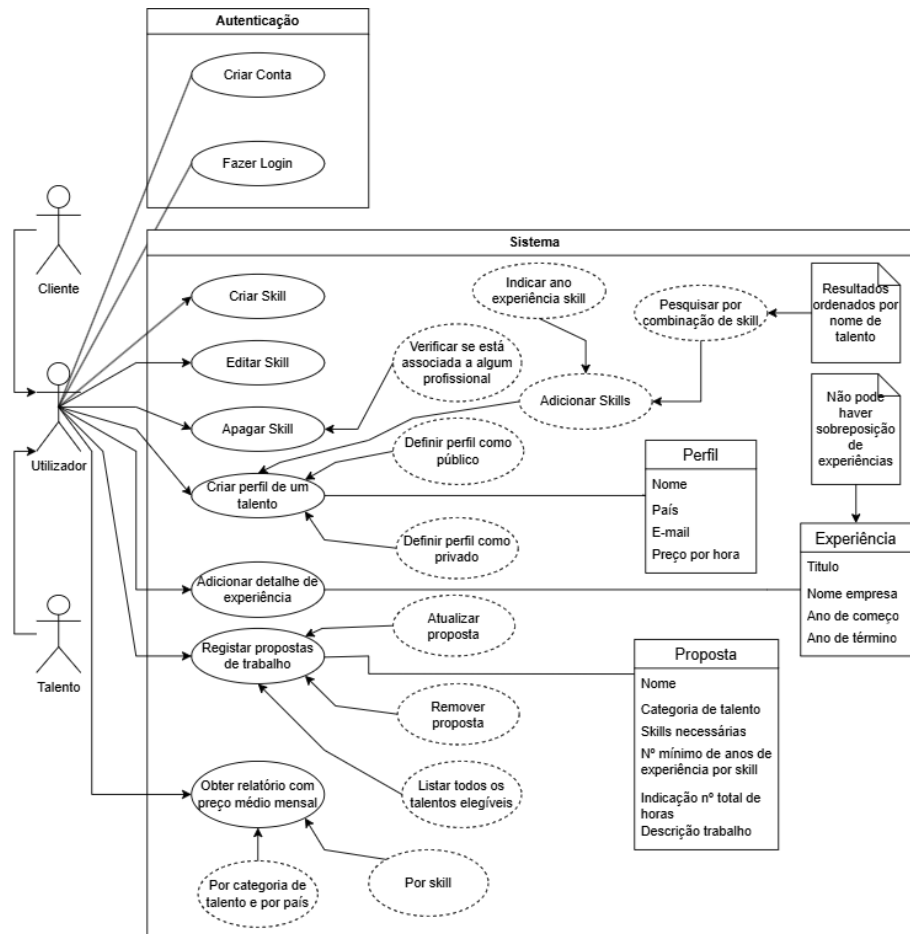 Autenticação
Criar Conta
Fazer Login
Cliente
Sistema
Criar Skill
Indicar ano
experiência skill
Pesquisar por
combinação de skill
Resultados
ordenados por
nome de
talento
Editar Skill
Verificar se está
associada a algum
profissional
Adicionar Skills
Não pode
haver
sobreposição
de
experiências
Apagar Skill
Utilizador
Definir perfil como
público
Criar perfil de um
talento
Perfil
Nome
País
E-mail
Preço por hora
Definir perfil como
privado
Experiência
Titulo
Nome empresa
Ano de começo
Ano de término
Adicionar detalhe de
experiência
Atualizar
proposta
Registar propostas
de trabalho
Talento
Proposta
Nome
Categoria de talento
Skills necessárias
Nº mínimo de anos de
experiência por skill
Indicação nº total de
horas
Descrição trabalho
Remover
proposta
Obter relatório com
preço médio mensal
Listar todos os
talentos elegíveis
Por categoria de
talento e por país
Por skill